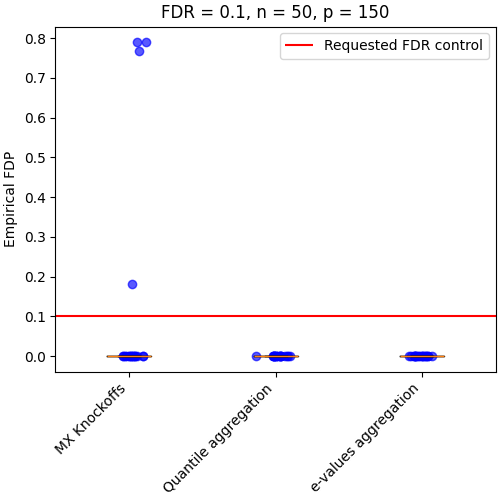 FDR = 0.1, n = 50, p = 150
Requested FDR control
Empirical FDP
0.8
0.7
0.6
0.5
0.4
0.3
0.2
0.1
0.0
MX Knockoffs
Quantile aggregation
e-values aggregation